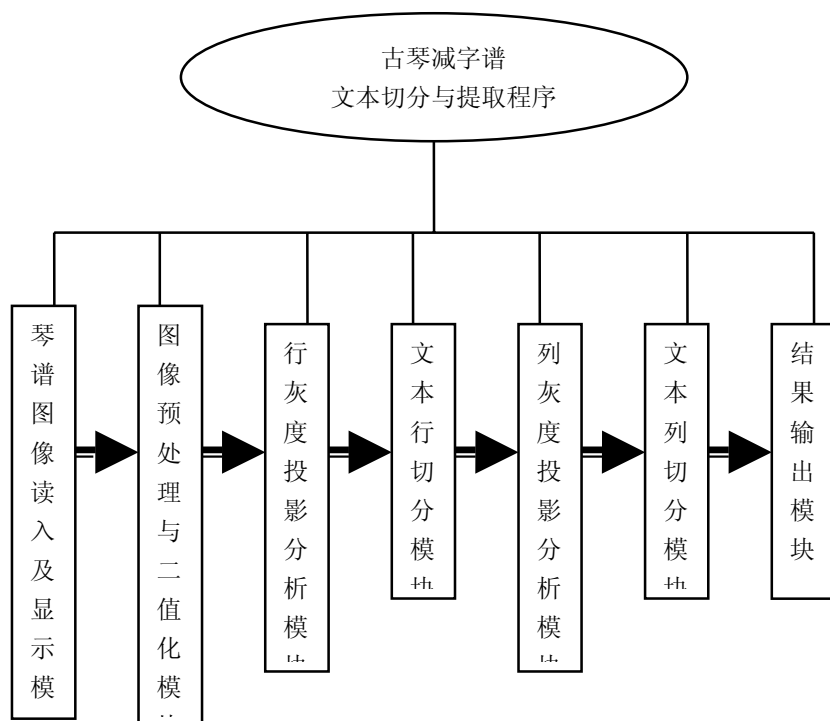 古琴减字谱
文本切分与提取程序
琴谱图像读入及显示模
图像预处理与二值化模
行灰度投影分析模
文本行切分模
列灰度投影分析模
文本列切分模
结果输出模块